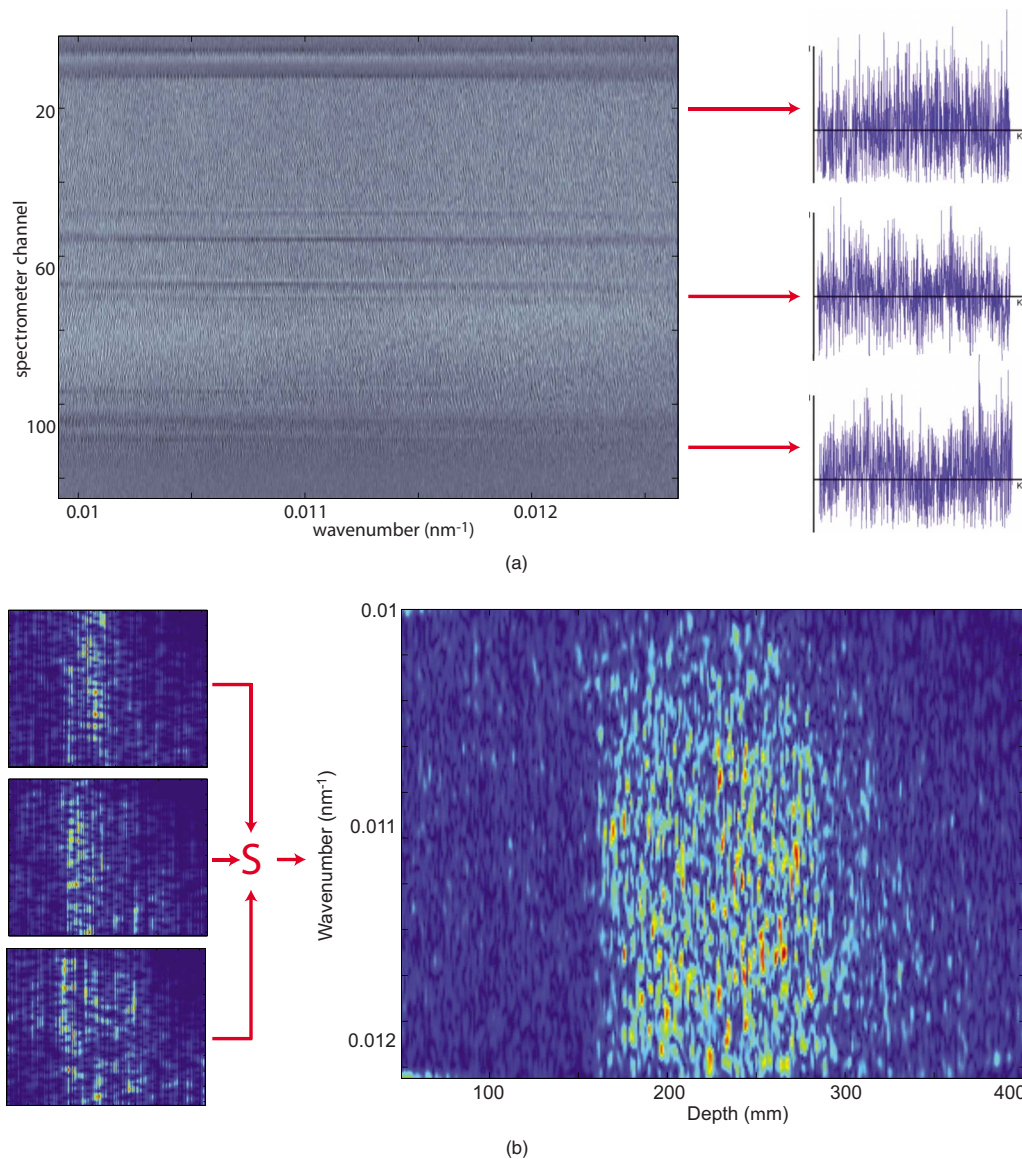 20
60
100
spectrometer channel
0.01 0.011 0.012
wavenumber (nm-1)
K
K
K
(a)
S
Wavenumber (nm-1)
0.01
0.011
0.012
100 200 300 400
Depth (mm)
(b)